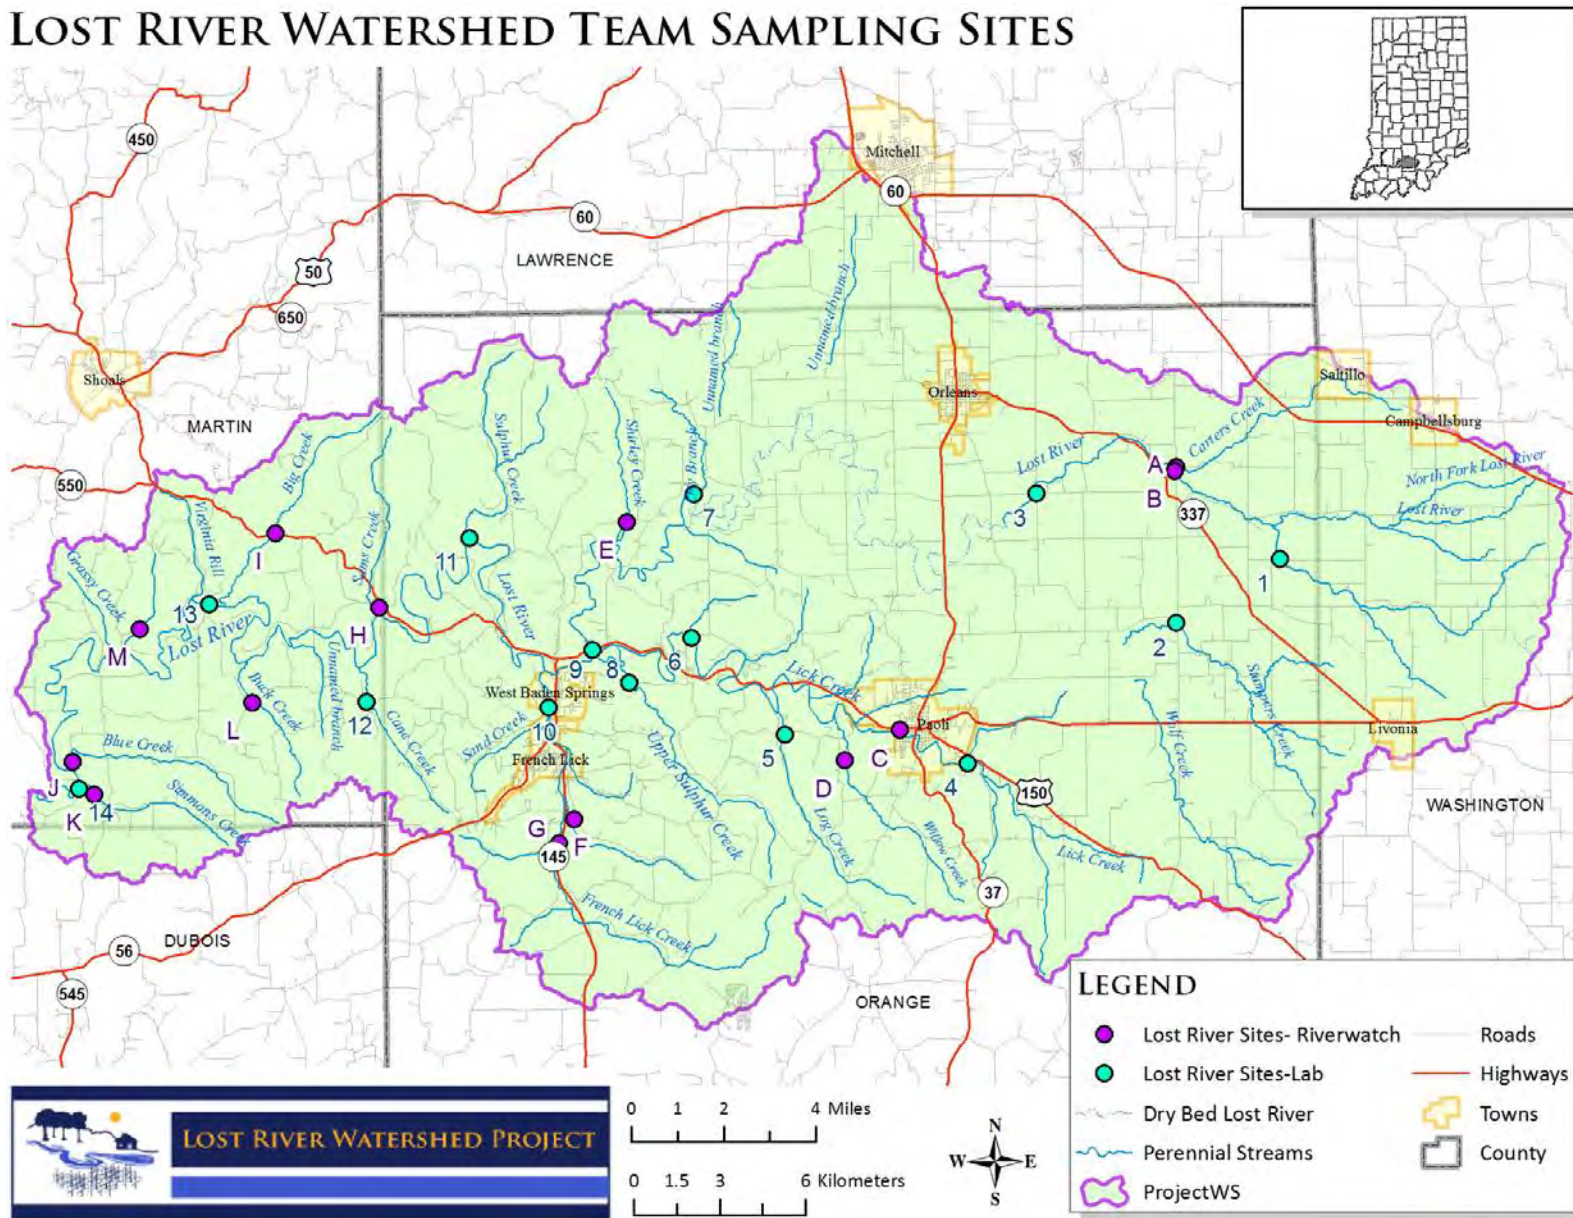 LOST RIVER WATERSHED TEAM SAMPLING SITES
450
Mitchell
60
60
LAWRENCE
50
650
Unnamed branch
Unnamed branch
Shoals
MARTIN
Orleans
Saltillo
Campbellsburg
Carters Creek
Big Creek
Sulphur Creek
Shirley Creek
Branch
Lost River
A
B
North Fork Lost River
Lost River
550
Virginia Rill
Sams Creek
I
11
E
7
3
337
1
Grassy Creek
13
Lost River
M
H
Lost River
9
8
6
2
Lick Creek
Stampers Creek
West Baden Springs
Unnamed branch
Buck Creek
L
12
Cane Creek
Sand Creek
10
French Lick
Upper Sulphur Creek
5
D
C
Paoli
4
Wolf Creek
Livonia
Blue Creek
J
14
K
Simmons Creek
G
F
145
Log Creek
Willow Creek
150
Lick Creek
37
WASHINGTON
French Lick Creek
56
DUBOIS
545
ORANGE
LEGEND
Lost River Sites- Riverwatch
Roads
Lost River Sites-Lab
Highways
Dry Bed Lost River
Towns
Perennial Streams
County
ProjectWS
LOST RIVER WATERSHED PROJECT
0 1 2 4 Miles
0 1.5 3 6 Kilometers
N
W E
S